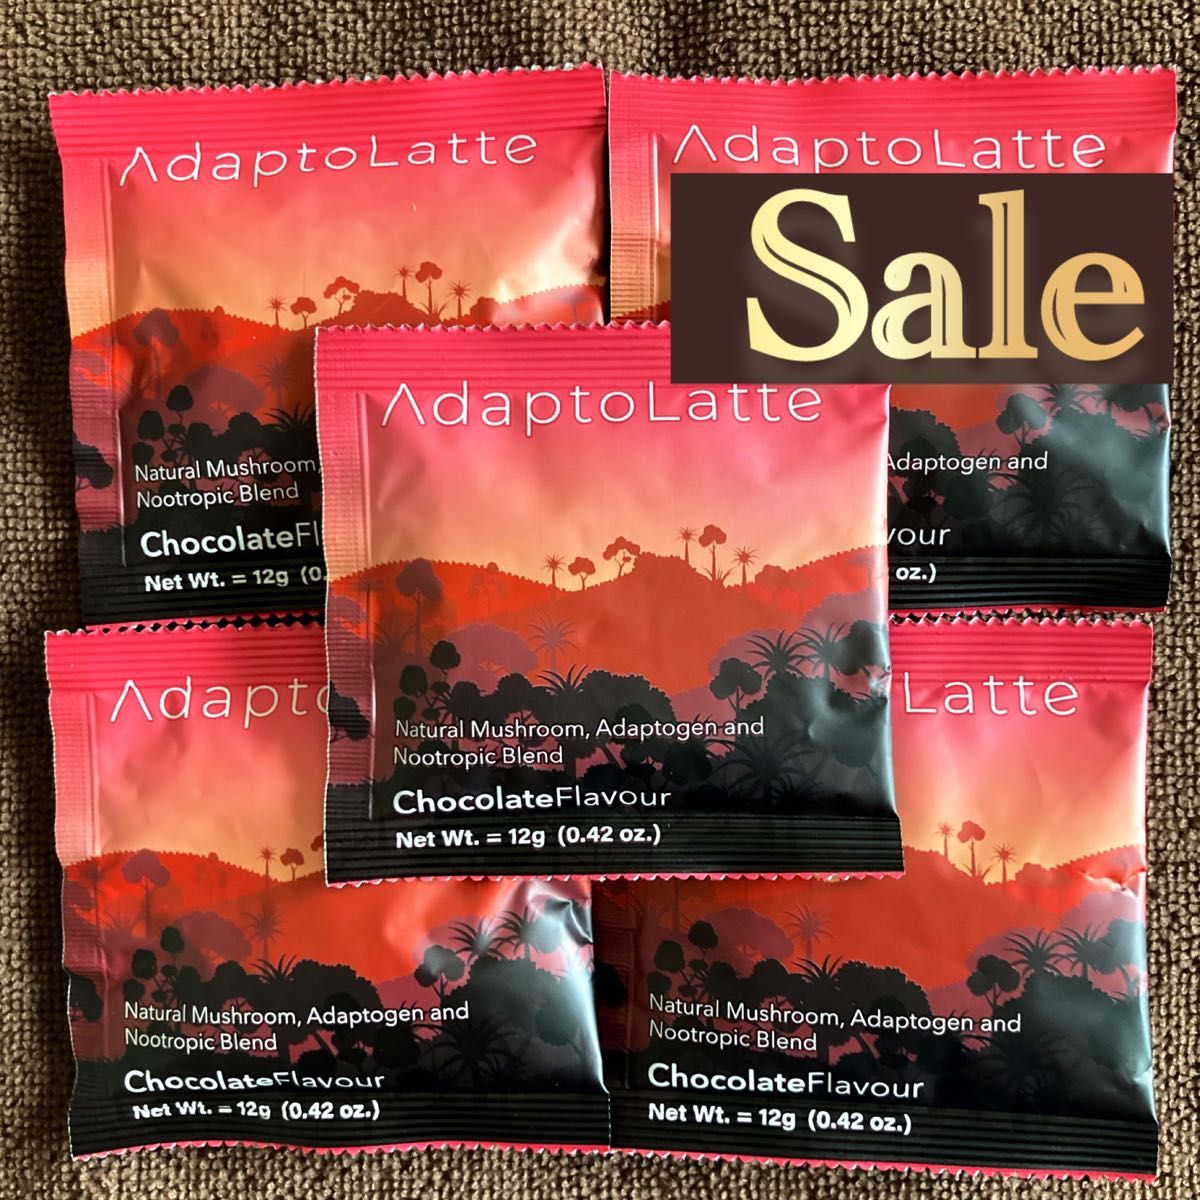 AdaptoLatte
AdaptoLatte
Sale
Natural Mushroom,
Nootropic Blend
ChocolateFl
Net Wt. = 12g (0.
Adaptogen and
vour
oz.)
AdaptoLatte
Natural Mushroom, Adaptogen and
Nootropic Blend
ChocolateFlavour
Net Wt. = 12g (0.42 oz.)
Adapto
Natural Mushroom, Adaptogen and
Nootropic Blend
ChocolateFlavour
Net Wt. = 12g (0.42 oz.)
Latte
Natural Mushroom, Adaptogen and
Nootropic Blend
ChocolateFlavour
Net Wt. = 12g (0.42 oz.)